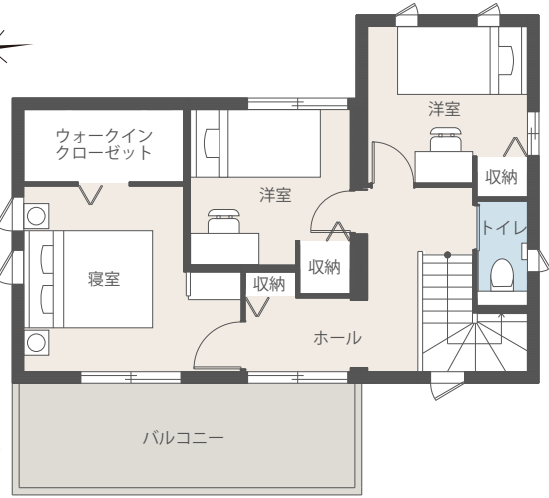 洋室
収納
ウォークイン
クローゼット
洋室
トイレ
収納
収納
寝室
ホール
バルコニー